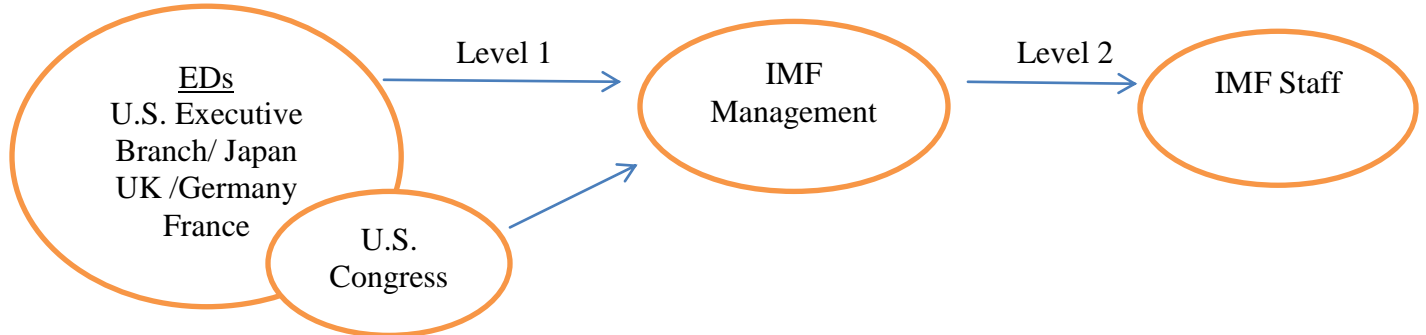 EDs
U.S. Executive
Branch/ Japan
UK /Germany
France
U.S.
Congress
Level 1
IMF
Management
Level 2
IMF Staff